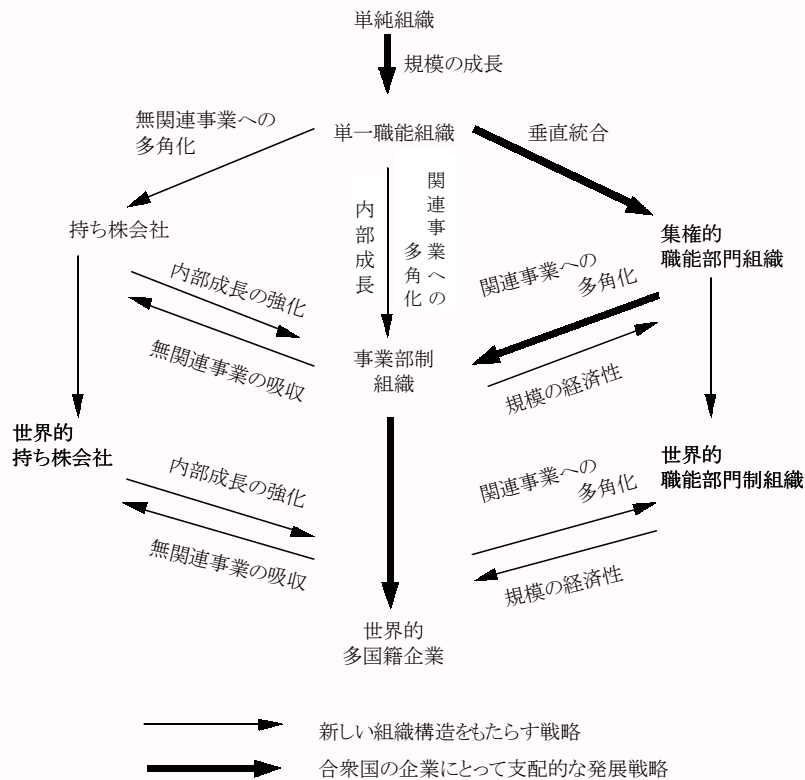 単純組織
規模の成長
無関連事業への
多角化
単一職能組織
垂直統合
内部成長
関連事業への
多角化
持ち株会社
集権的
職能部門組織
内部成長の強化
関連事業への
多角化
無関連事業の吸収
事業部制
組織
規模の経済性
世界的
持ち株会社
世界的
職能部門制組織
内部成長の強化
関連事業への
多角化
無関連事業の吸収
規模の経済性
世界的
多国籍企業
新しい組織構造をもたらす戦略
合衆国の企業にとって支配的な発展戦略